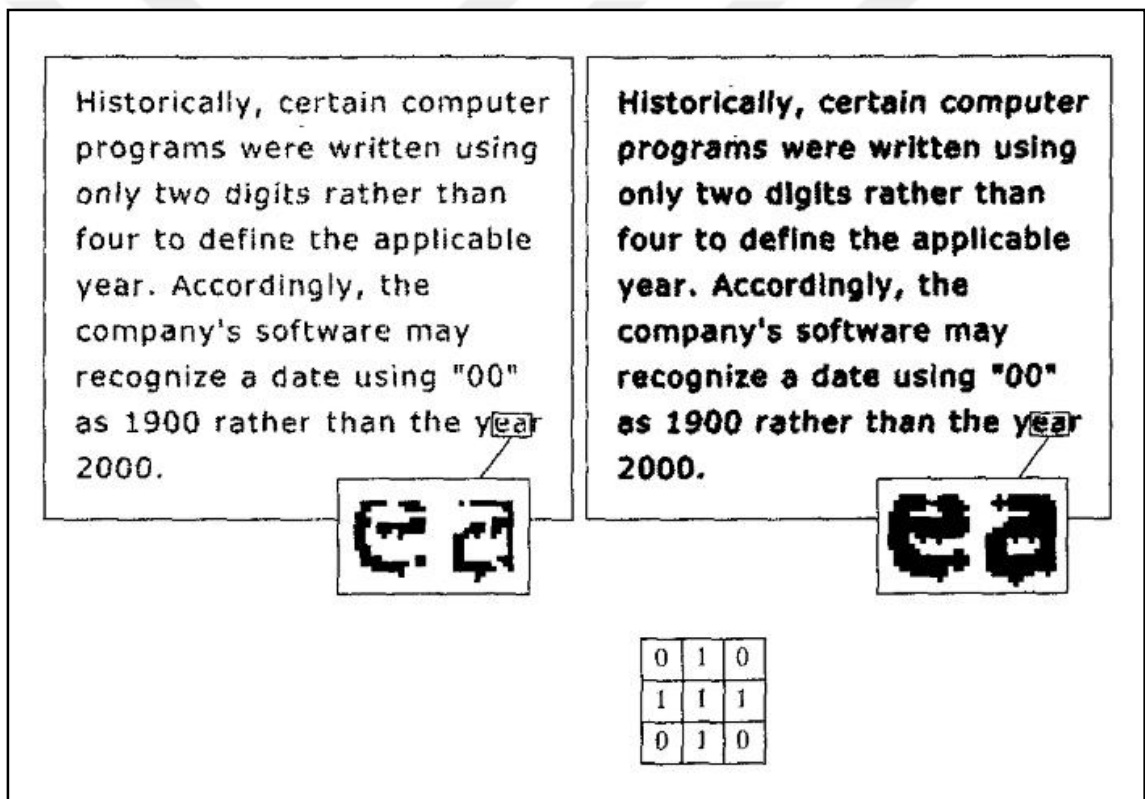 Historically, certain computer
programs were written using
only two digits rather than
four to define the applicable
year. Accordingly, the
company's software may
recognize a date using "00"
as 1900 rather than the year
2000.
e a
Historically, certain computer
programs were written using
only two digits rather than
four to define the applicable
year. Accordingly, the
company's software may
recognize a date using "00"
as 1900 rather than the year
2000.
e a
0 1 0
1 1 1
0 1 0